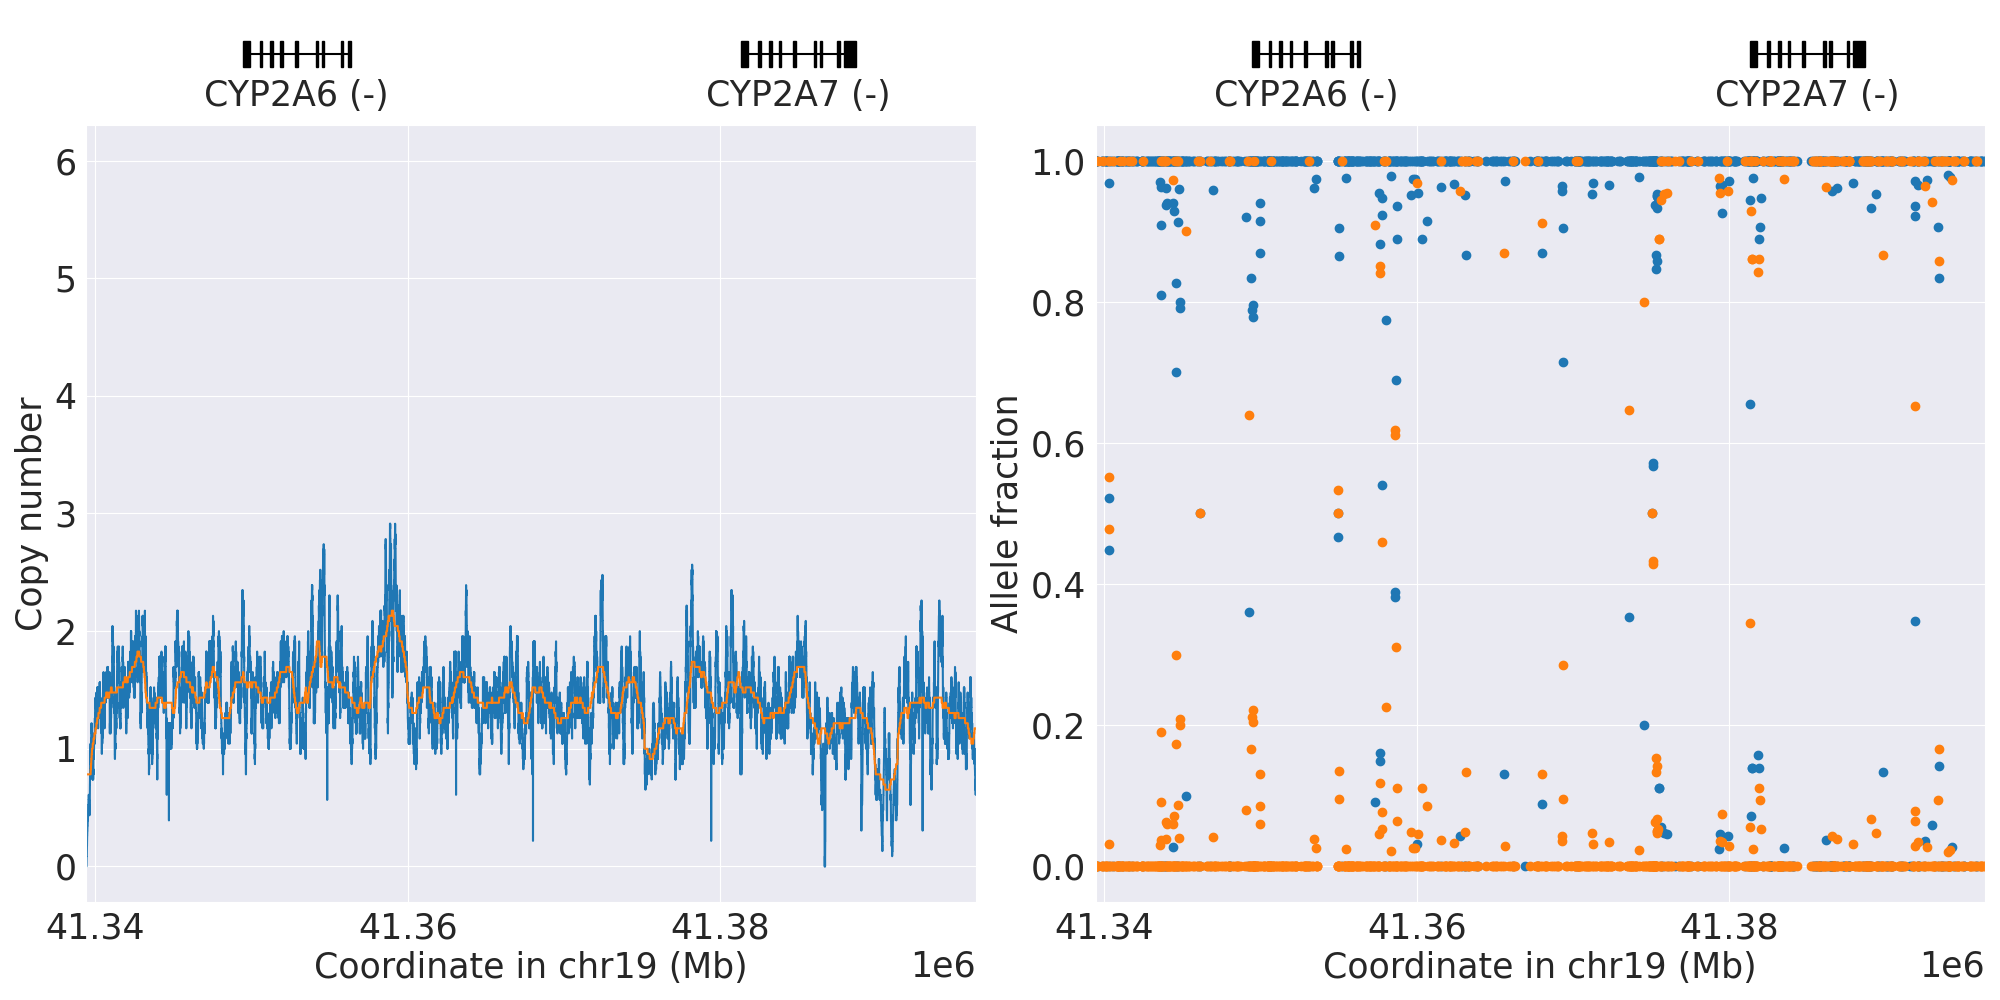 CYP2A6 (-)
CYP2A7 (-)
6
5
4
3
2
1
0
Copy number
41.34
41.36
41.38
Coordinate in chr19 (Mb)
1e6
CYP2A6 (-)
CYP2A7 (-)
1.0
0.8
0.6
0.4
0.2
0.0
Allele fraction
41.34
41.36
41.38
Coordinate in chr19 (Mb)
1e6